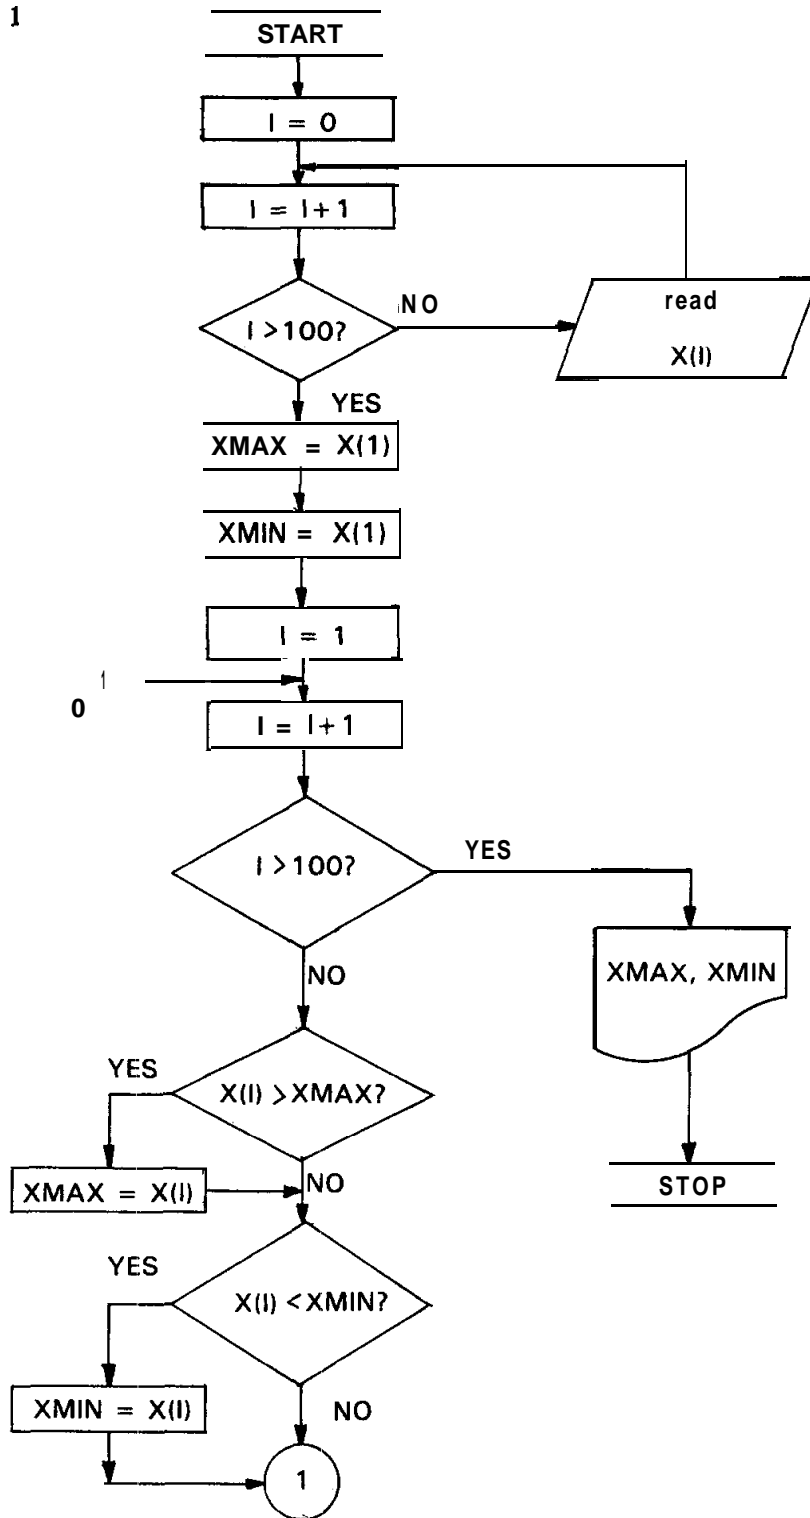 1
START
I = 0
I = I + 1
I > 100?
NO
read
X(I)
YES
XMAX = X(1)
XMIN = X(1)
I = 1
1
0
I = I + 1
I > 100?
YES
NO
XMAX, XMIN
YES
X(I) > XMAX?
STOP
XMAX = X(I)
NO
YES
X(I) < XMIN?
XMIN = X(I)
NO
1